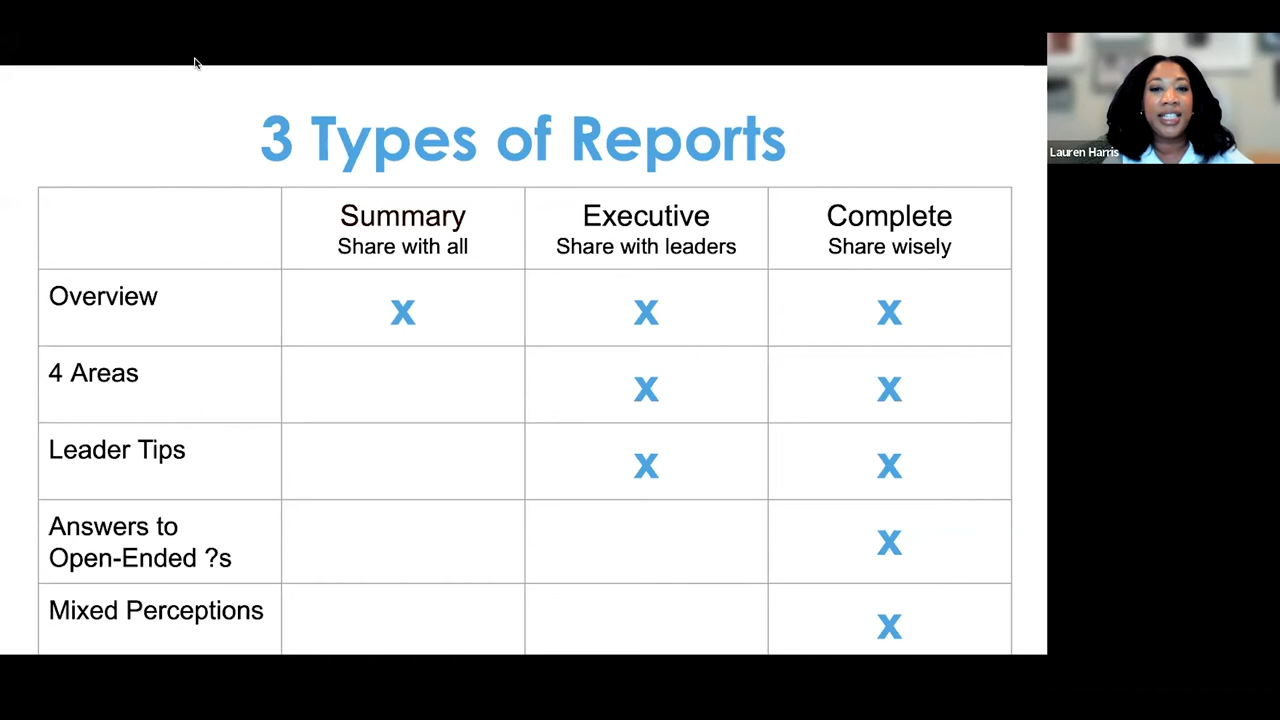 3 Types of Reports
Summary
Share with all
Executive
Share with leaders
Complete
Share wisely
Overview
x
x
x
4 Areas
x
x
Leader Tips
x
x
Answers to
Open-Ended ?s
x
Mixed Perceptions
x
Lauren Harris